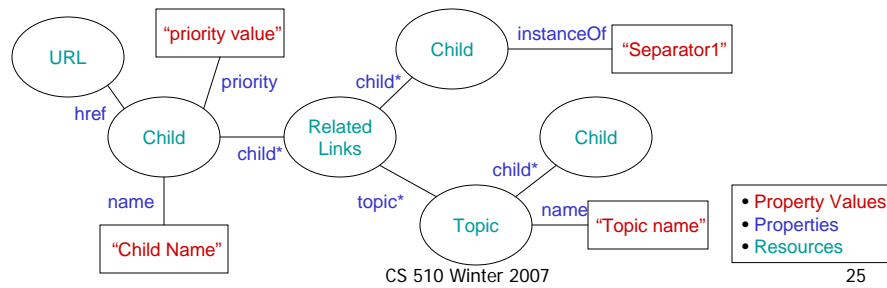 “priority value”
URL
priority
href
Child
name
“Child Name”
child*
Related
Links
child*
Child
instanceOf
“Separator1”
topic*
Topic
child*
Child
name
“Topic name”
• Property Values
• Properties
• Resources
CS 510 Winter 2007
25